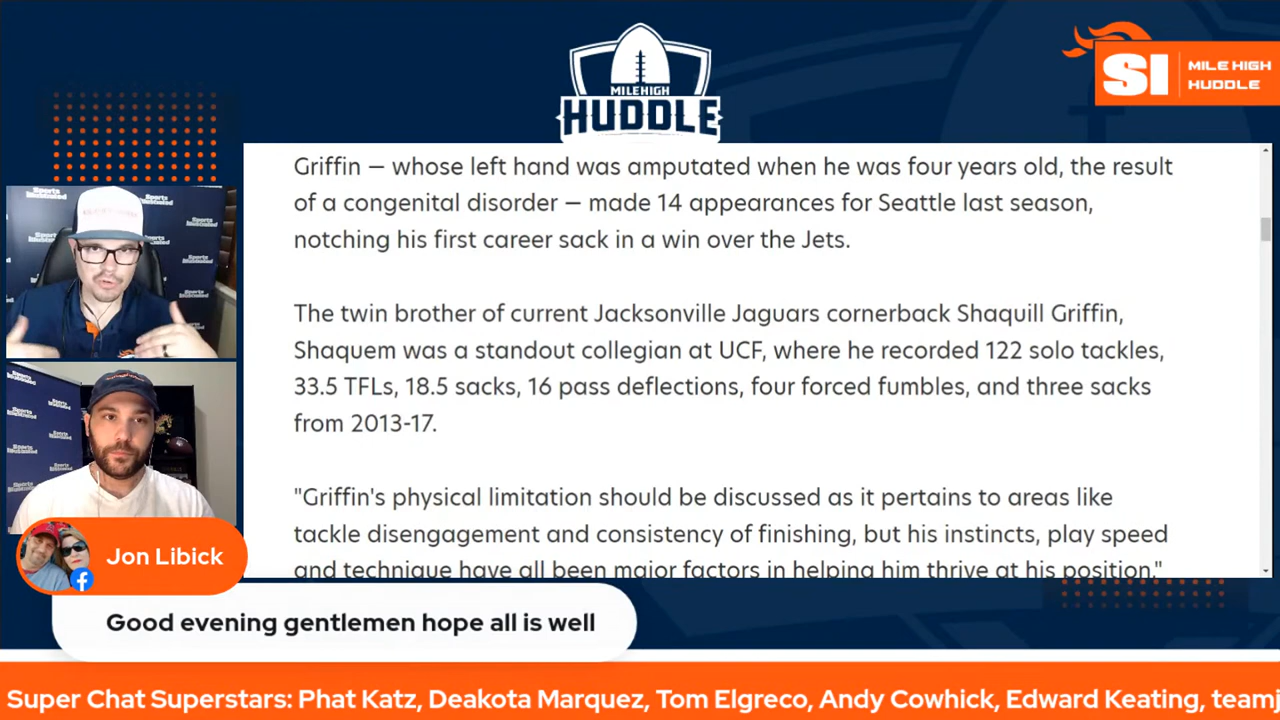 MILE HIGH
HUDDLE
SI
MILE HIGH
HUDDLE
Griffin — whose left hand was amputated when he was four years old, the result
of a congenital disorder — made 14 appearances for Seattle last season,
notching his first career sack in a win over the Jets.
The twin brother of current Jacksonville Jaguars cornerback Shaquill Griffin,
Shaquem was a standout collegian at UCF, where he recorded 122 solo tackles,
33.5 TFLs, 18.5 sacks, 16 pass deflections, four forced fumbles, and three sacks
from 2013-17.
"Griffin's physical limitation should be discussed as it pertains to areas like
tackle disengagement and consistency of finishing, but his instincts, play speed
and technique have all been major factors in helping him thrive at his position."
Sports
Illustrated
Jon Libick
Good evening gentlemen hope all is well
Super Chat Superstars: Phat Katz, Deakota Marquez, Tom Elgreco, Andy Cowhick, Edward Keating, teamj